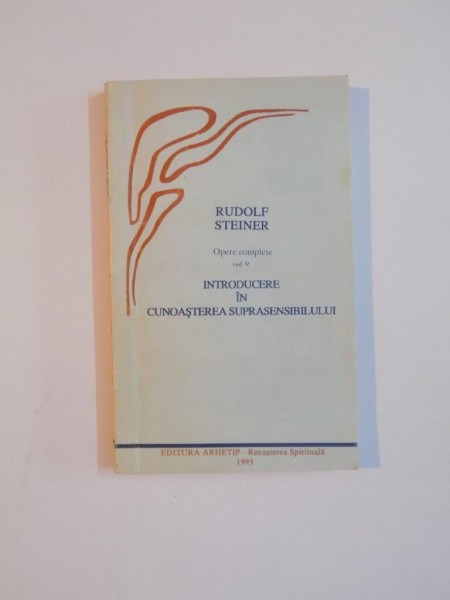 RUDOLF
STEINER
Opere complete
vol. 9
INTRODUCERE
ÎN
CUNOAŞTEREA SUPRASENSIBILULUI
EDITURA ARHETIP - Renaşterea Spirituală
1993